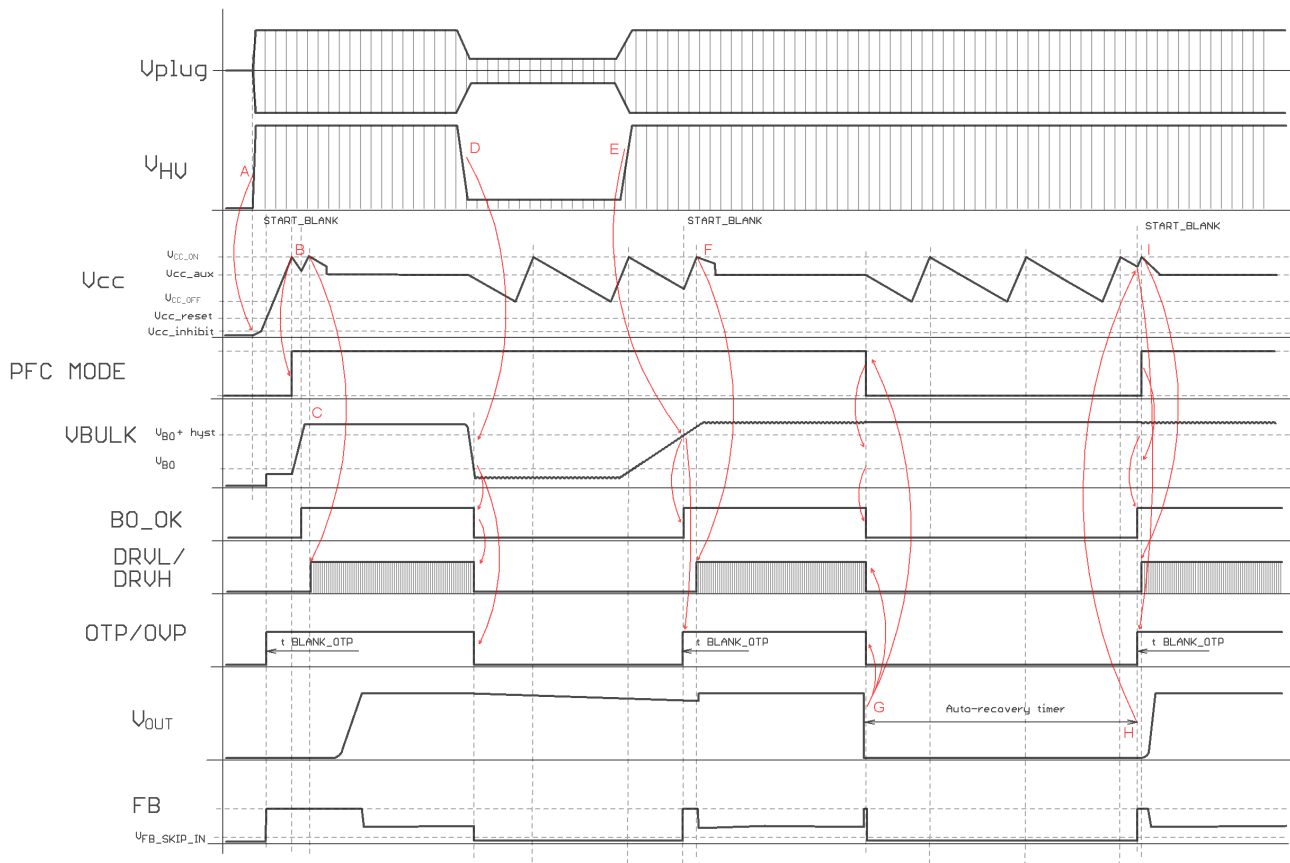 Vplug
A
D
E
VHV
START_BLANK
START_BLANK
START_BLANK
B
F
I
VCC_ON
Vcc_aux
Vcc
VCC_OFF
Vcc_reset
Vcc_inhibit
PFC MODE
C
VBULK
VBO+ hyst
VBO
BO_OK
DRVL/
DRVH
OTP/OVP
t BLANK_OTP
t BLANK_OTP
t BLANK_OTP
G
Auto-recovery timer
VOUT
H
FB
VFB_SKIP_IN